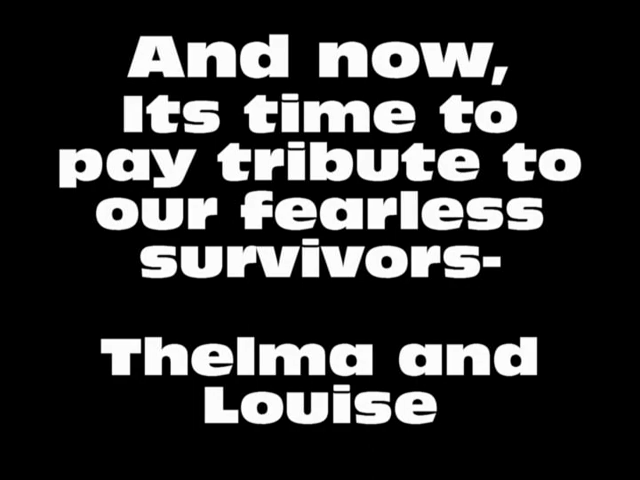 And now,
Its time to
pay tribute to
our fearless
survivors-
Thelma and
Louise